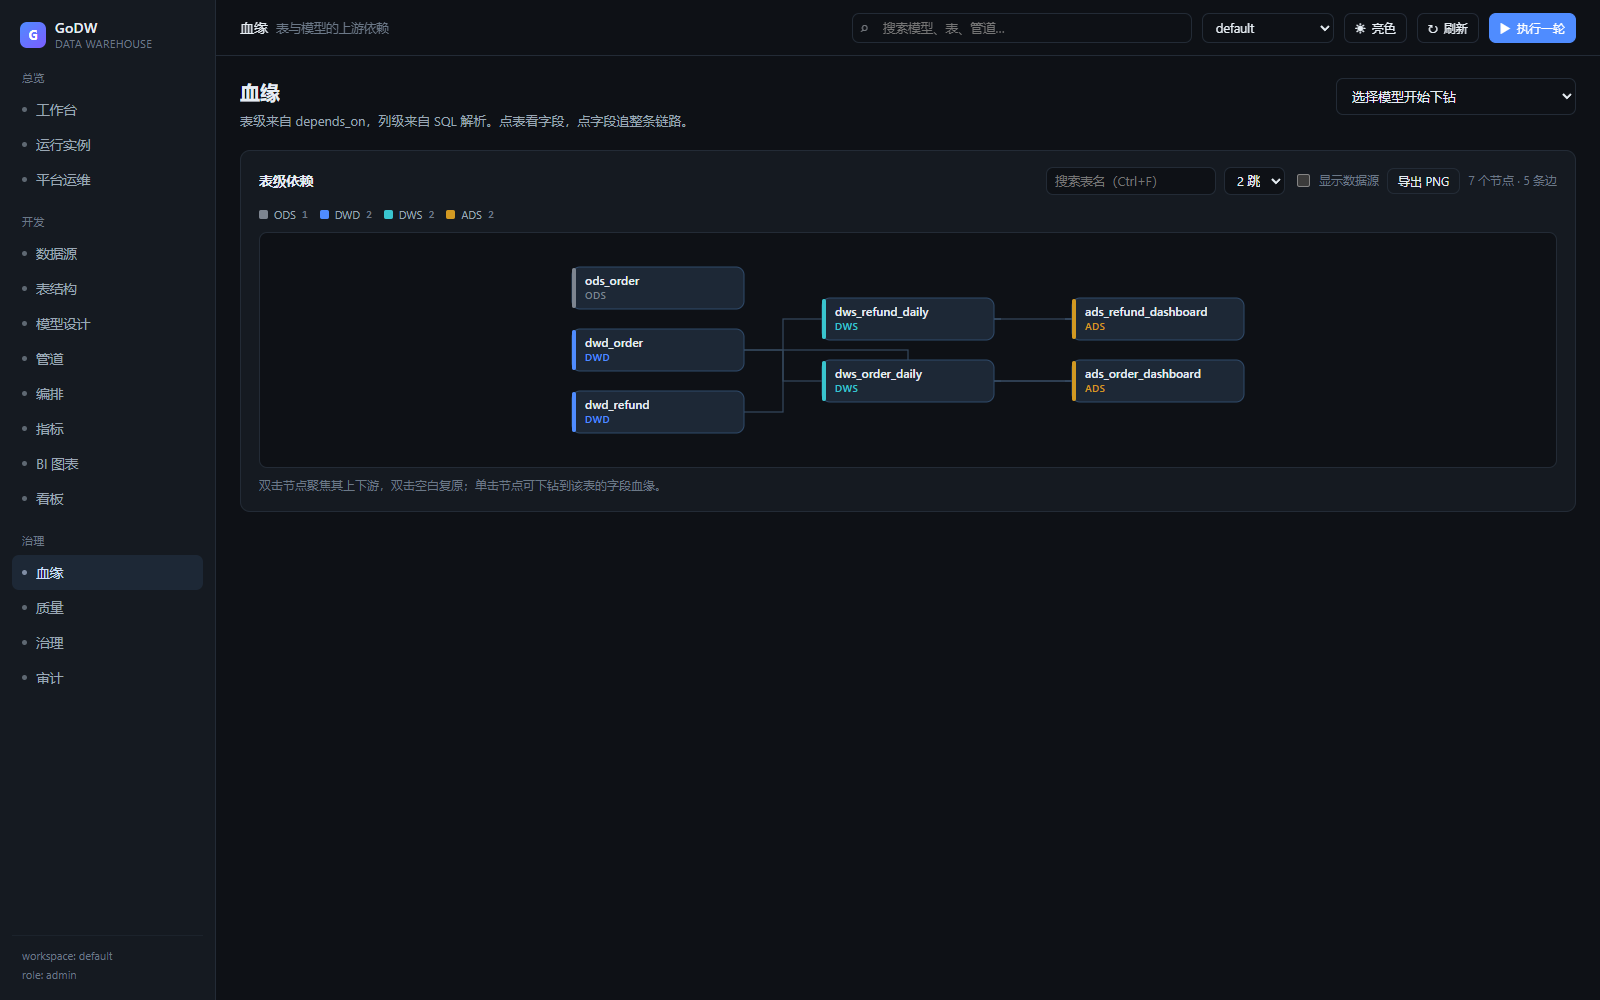 G
GoDW
DATA WAREHOUSE
总览
工作台
运行实例
平台运维
开发
数据源
表结构
模型设计
管道
编排
指标
BI 图表
看板
治理
血缘
质量
治理
审计
workspace: default
role: admin
血缘 表与模型的上游依赖
搜索模型、表、管道...
default
☀ 亮色
↻ 刷新
▶ 执行一轮
血缘
表级来自 depends_on，列级来自 SQL 解析。点表看字段，点字段追整条链路。
选择模型开始下钻
表级依赖
搜索表名（Ctrl+F）
2 跳
显示数据源
导出 PNG
7 个节点 · 5 条边
ODS 1 DWD 2 DWS 2 ADS 2
ods_order
ODS
dwd_order
DWD
dwd_refund
DWD
dws_refund_daily
DWS
dws_order_daily
DWS
ads_refund_dashboard
ADS
ads_order_dashboard
ADS
双击节点聚焦其上下游，双击空白复原；单击节点可下钻到该表的字段血缘。